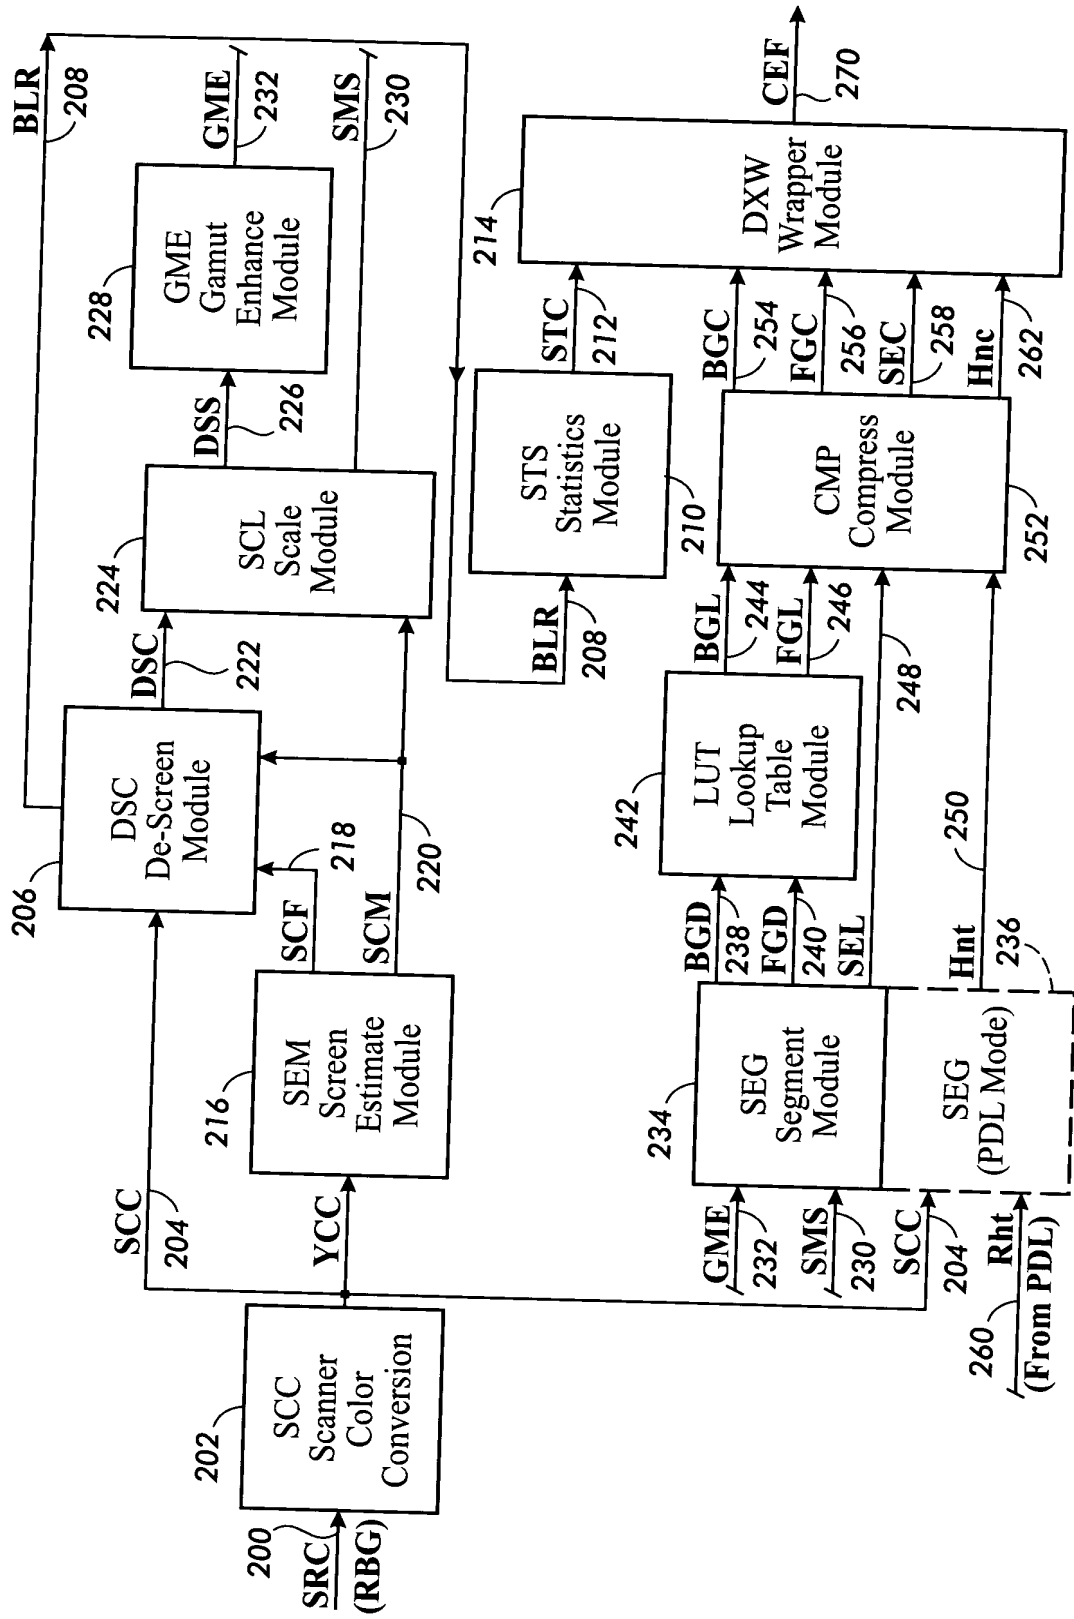 SRC
(RBG)
200
SCC
Scanner
Color
Conversion
202
SCC
204
YCC
SEM
Screen
Estimate
Module
216
SCF
218
SCM
220
DSC
De-Screen
Module
206
BLR
208
DSC
222
SCL
Scale
Module
224
DSS
226
GME
Gamut
Enhance
Module
228
GME
232
SMS
230
BLR
208
STS
Statistics
Module
210
STC
212
GME
232
SMS
230
SCC
204
Rht
260
(From PDL)
SEG
Segment
Module
234
SEG
(PDL Mode)
236
BGD
238
FGD
240
SEL
248
Hnt
250
LUT
Lookup
Table
Module
242
BGL
244
FGL
246
CMP
Compress
Module
252
BGC
254
FGC
256
SEC
258
Hnc
262
DXW
Wrapper
Module
214
CEF
270